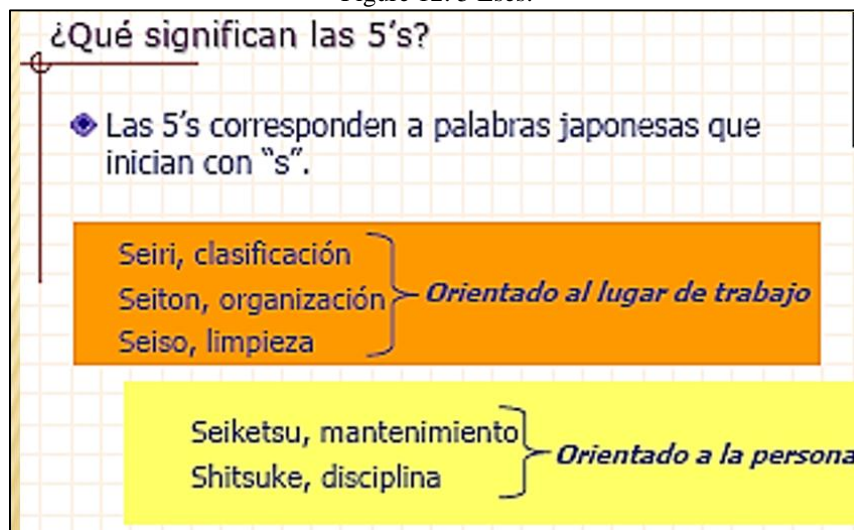 ¿Qué significan las 5's?
Las 5's corresponden a palabras japonesas que
inician con "s".
Seiri, clasificación
Seiton, organización
Seiso, limpieza
Orientado al lugar de trabajo
Seiketsu, mantenimiento
Shitsuke, disciplina
Orientado a la persona